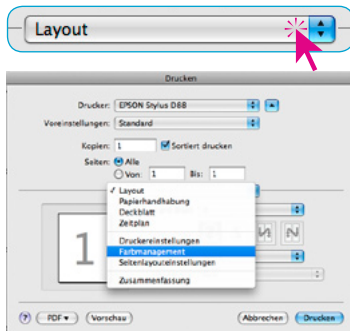 Layout
Drucken
Drucker: EPSON Stylus D68
Voreinstellungen: Standard
Kopien: 1 Sortiert drucken
Seiten: Alle
Von: 1 Bis: 1
✓ Layout
Papierhandhabung
Deckblatt
Zeitplan
Druckereinstellungen
Farbmanagement
Seitenlayouteinstellungen
Zusammenfassung
1
? PDF ▾ Vorschau Abbrechen Drucken